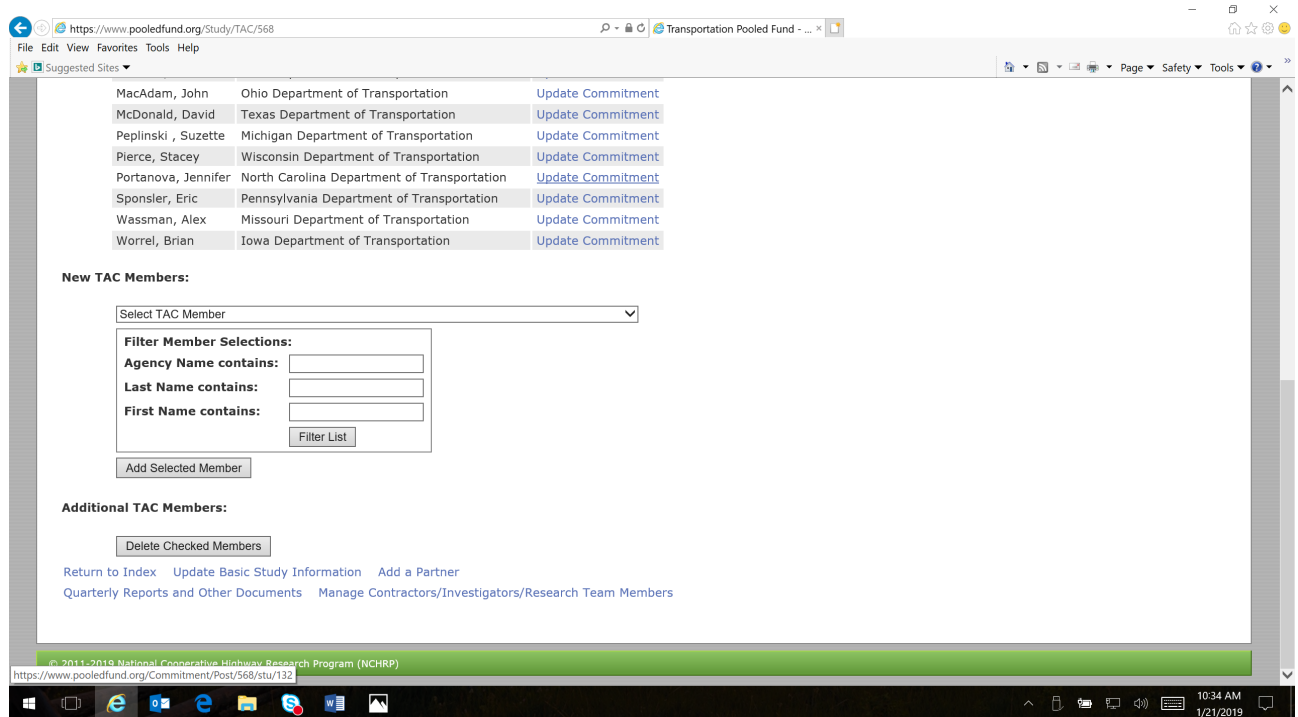 https://www.pooledfund.org/Study/TAC/568
Transportation Pooled Fund - ... ×
File Edit View Favorites Tools Help
Suggested Sites
Page Safety Tools
MacAdam, John Ohio Department of Transportation Update Commitment
McDonald, David Texas Department of Transportation Update Commitment
Peplinski , Suzette Michigan Department of Transportation Update Commitment
Pierce, Stacey Wisconsin Department of Transportation Update Commitment
Portanova, Jennifer North Carolina Department of Transportation Update Commitment
Sponsler, Eric Pennsylvania Department of Transportation Update Commitment
Wassman, Alex Missouri Department of Transportation Update Commitment
Worrel, Brian Iowa Department of Transportation Update Commitment
New TAC Members:
Select TAC Member
Filter Member Selections:
Agency Name contains:
Last Name contains:
First Name contains:
Filter List
Add Selected Member
Additional TAC Members:
Delete Checked Members
Return to Index Update Basic Study Information Add a Partner
Quarterly Reports and Other Documents Manage Contractors/Investigators/Research Team Members
© 2011-2019 National Cooperative Highway Research Program (NCHRP)
https://www.pooledfund.org/Commitment/Post/568/stu/132
10:34 AM
1/21/2019